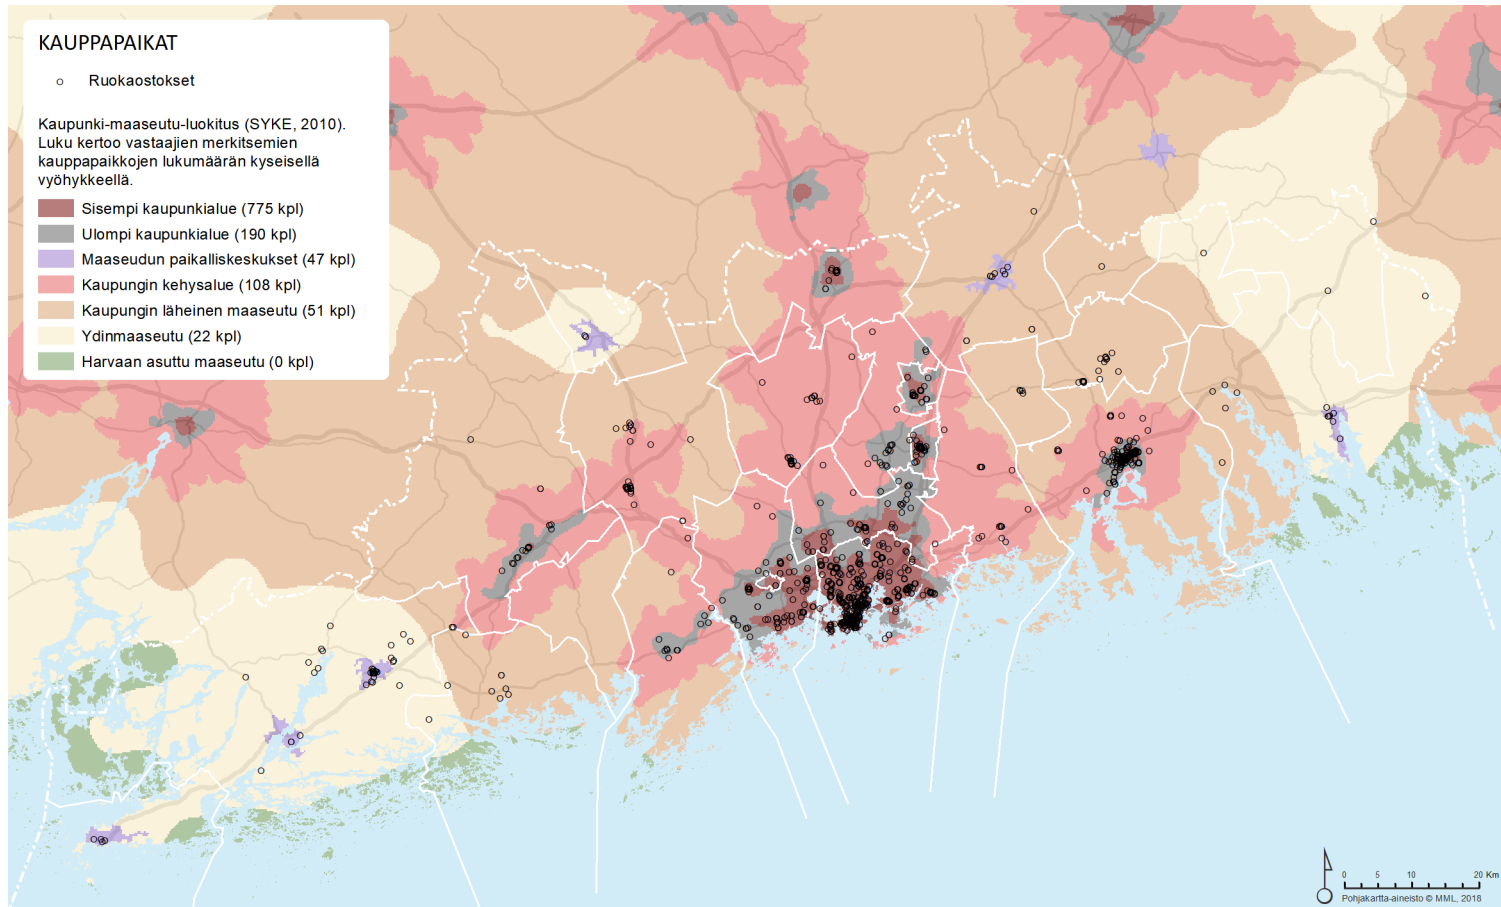 KAUPPAPAIKAT
Ruokaostokset
Kaupunki-maaseutu-luokitus (SYKE, 2010).
Luku kertoo vastaajien merkitsemien
kauppapaikkojen lukumäärän kyseisellä
vyöhykkeellä.
Sisempi kaupunkialue (775 kpl)
Ulompi kaupunkialue (190 kpl)
Maaseudun paikalliskeskukset (47 kpl)
Kaupungin kehysalue (108 kpl)
Kaupungin läheinen maaseutu (51 kpl)
Ydinmaaseutu (22 kpl)
Harvaan asuttu maaseutu (0 kpl)
0 5 10 20 Km
Pohjakartta-aineisto © MML, 2018